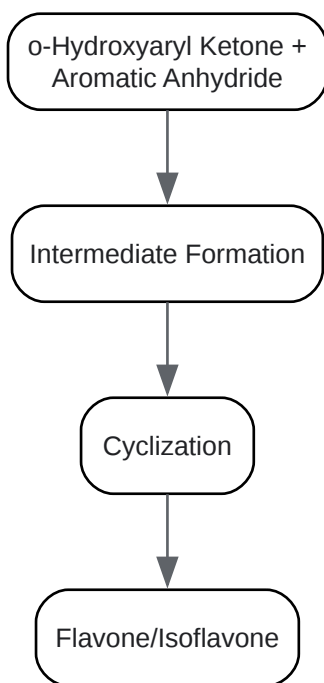 o-Hydroxyaryl Ketone +
Aromatic Anhydride
Intermediate Formation
Cyclization
Flavone/Isoflavone